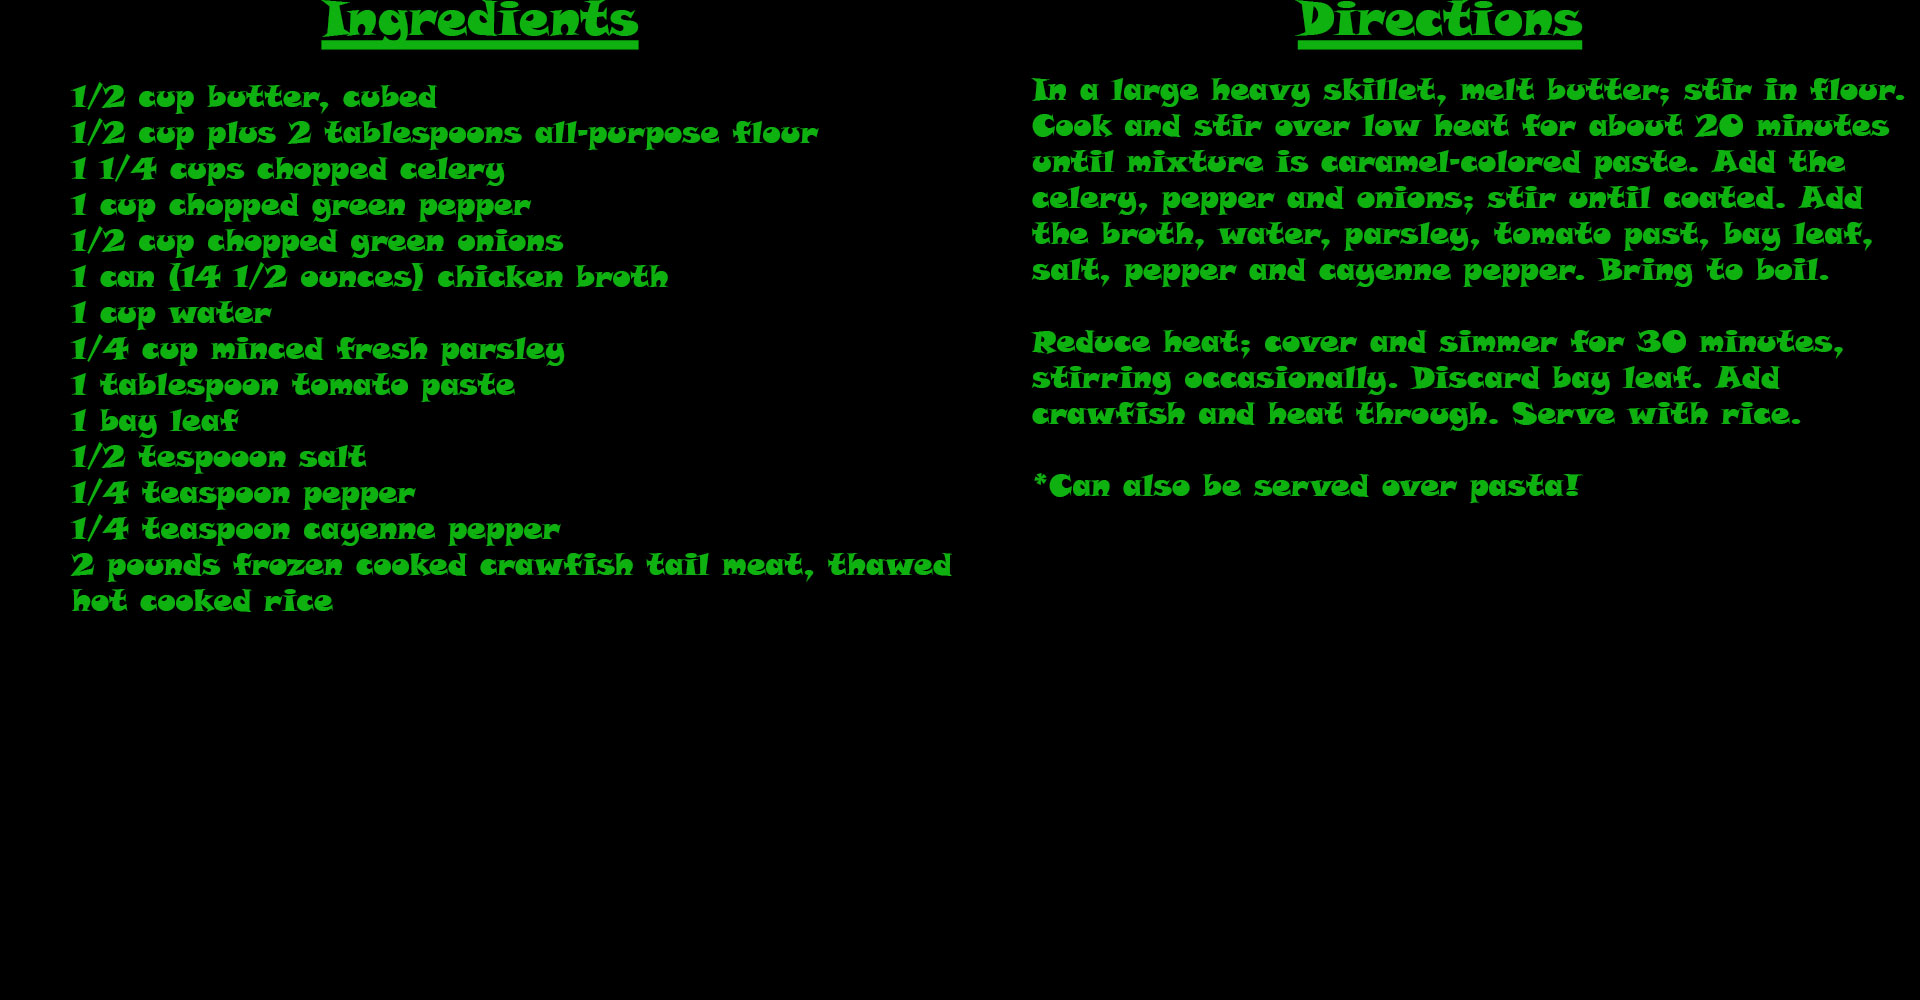 Ingredients
1/2 cup butter, cubed
1/2 cup plus 2 tablespoons all-purpose flour
1 1/4 cups chopped celery
1 cup chopped green pepper
1/2 cup chopped green onions
1 can (14 1/2 ounces) chicken broth
1 cup water
1/4 cup minced fresh parsley
1 tablespoon tomato paste
1 bay leaf
1/2 tespooon salt
1/4 teaspoon pepper
1/4 teaspoon cayenne pepper
2 pounds frozen cooked crawfish tail meat, thawed
hot cooked rice
Directions
In a large heavy skillet, melt butter; stir in flour.
Cook and stir over low heat for about 20 minutes
until mixture is caramel-colored paste. Add the
celery, pepper and onions; stir until coated. Add
the broth, water, parsley, tomato past, bay leaf,
salt, pepper and cayenne pepper. Bring to boil.
Reduce heat; cover and simmer for 30 minutes,
stirring occasionally. Discard bay leaf. Add
crawfish and heat through. Serve with rice.
*Can also be served over pasta!